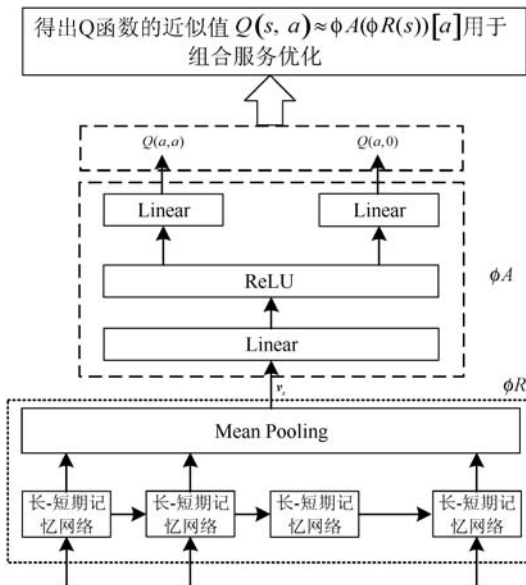 得出Q函数的近似值 Q(s, a)≈ϕA(ϕR(s))[a]用于
组合服务优化
Q(a,a)
Q(a,0)
Linear
Linear
ReLU
ϕA
Linear
ϕR
Mean Pooling
长-短期记
忆网络
长-短期记
忆网络
长-短期记
忆网络
长-短期记
忆网络